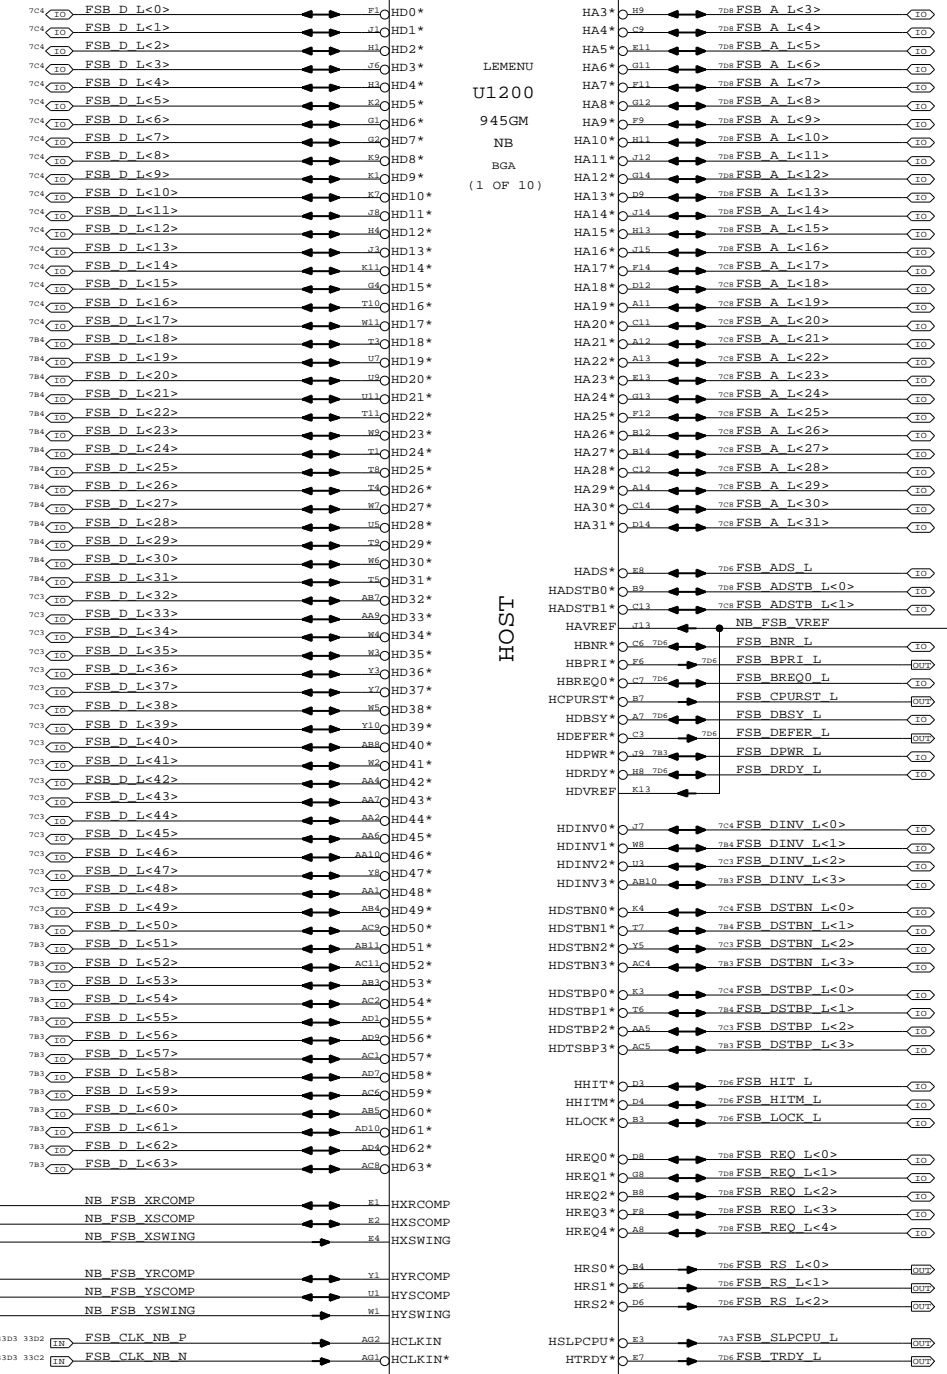 7C4 IO FSB_D_L<0> F1 HD0*
7C4 IO FSB_D_L<1> J1 HD1*
7C4 IO FSB_D_L<2> H1 HD2*
7C4 IO FSB_D_L<3> J6 HD3*
7C4 IO FSB_D_L<4> H3 HD4*
7C4 IO FSB_D_L<5> K2 HD5*
7C4 IO FSB_D_L<6> G1 HD6*
7C4 IO FSB_D_L<7> G2 HD7*
7C4 IO FSB_D_L<8> K9 HD8*
7C4 IO FSB_D_L<9> K1 HD9*
7C4 IO FSB_D_L<10> K7 HD10*
7C4 IO FSB_D_L<11> J8 HD11*
7C4 IO FSB_D_L<12> H4 HD12*
7C4 IO FSB_D_L<13> J3 HD13*
7C4 IO FSB_D_L<14> K11 HD14*
7C4 IO FSB_D_L<15> G4 HD15*
7C4 IO FSB_D_L<16> T10 HD16*
7C4 IO FSB_D_L<17> W11 HD17*
7B4 IO FSB_D_L<18> T3 HD18*
7B4 IO FSB_D_L<19> U7 HD19*
7B4 IO FSB_D_L<20> U9 HD20*
7B4 IO FSB_D_L<21> U11 HD21*
7B4 IO FSB_D_L<22> T11 HD22*
7B4 IO FSB_D_L<23> W9 HD23*
7B4 IO FSB_D_L<24> T1 HD24*
7B4 IO FSB_D_L<25> T8 HD25*
7B4 IO FSB_D_L<26> T4 HD26*
7B4 IO FSB_D_L<27> W7 HD27*
7B4 IO FSB_D_L<28> U5 HD28*
7B4 IO FSB_D_L<29> T9 HD29*
7B4 IO FSB_D_L<30> W6 HD30*
7B4 IO FSB_D_L<31> T5 HD31*
7C3 IO FSB_D_L<32> AB7 HD32*
7C3 IO FSB_D_L<33> AA9 HD33*
7C3 IO FSB_D_L<34> W4 HD34*
7C3 IO FSB_D_L<35> W3 HD35*
7C3 IO FSB_D_L<36> Y3 HD36*
7C3 IO FSB_D_L<37> Y7 HD37*
7C3 IO FSB_D_L<38> W5 HD38*
7C3 IO FSB_D_L<39> Y10 HD39*
7C3 IO FSB_D_L<40> AB8 HD40*
7C3 IO FSB_D_L<41> W2 HD41*
7C3 IO FSB_D_L<42> AA4 HD42*
7C3 IO FSB_D_L<43> AA7 HD43*
7C3 IO FSB_D_L<44> AA2 HD44*
7C3 IO FSB_D_L<45> AA6 HD45*
7C3 IO FSB_D_L<46> AA10 HD46*
7C3 IO FSB_D_L<47> Y8 HD47*
7C3 IO FSB_D_L<48> AA1 HD48*
7C3 IO FSB_D_L<49> AB4 HD49*
7B3 IO FSB_D_L<50> AC9 HD50*
7B3 IO FSB_D_L<51> AB11 HD51*
7B3 IO FSB_D_L<52> AC11 HD52*
7B3 IO FSB_D_L<53> AB3 HD53*
7B3 IO FSB_D_L<54> AC2 HD54*
7B3 IO FSB_D_L<55> AD1 HD55*
7B3 IO FSB_D_L<56> AD9 HD56*
7B3 IO FSB_D_L<57> AC1 HD57*
7B3 IO FSB_D_L<58> AD7 HD58*
7B3 IO FSB_D_L<59> AC6 HD59*
7B3 IO FSB_D_L<60> AB5 HD60*
7B3 IO FSB_D_L<61> AD10 HD61*
7B3 IO FSB_D_L<62> AD4 HD62*
7B3 IO FSB_D_L<63> AC8 HD63*
NB_FSB_XRCOMP E1 HXRCOMP
NB_FSB_XSCOMP E2 HXSCOMP
NB_FSB_XSWING E4 HXSWING
NB_FSB_YRCOMP Y1 HYRCOMP
NB_FSB_YSCOMP U1 HYSCOMP
NB_FSB_YSWING W1 HYSWING
33D2 IN FSB_CLK_NB_P AG2 HCLKIN
33C2 IN FSB_CLK_NB_N AG1 HCLKIN*
LEMENU
U1200
945GM
NB
BGA
(1 OF 10)
HOST
HA3* H9 7D8 FSB_A_L<3> IO
HA4* C9 7D8 FSB_A_L<4> IO
HA5* E11 7D8 FSB_A_L<5> IO
HA6* G11 7D8 FSB_A_L<6> IO
HA7* F11 7D8 FSB_A_L<7> IO
HA8* G12 7D8 FSB_A_L<8> IO
HA9* F9 7D8 FSB_A_L<9> IO
HA10* H11 7D8 FSB_A_L<10> IO
HA11* J12 7D8 FSB_A_L<11> IO
HA12* G14 7D8 FSB_A_L<12> IO
HA13* D9 7D8 FSB_A_L<13> IO
HA14* J14 7D8 FSB_A_L<14> IO
HA15* H13 7D8 FSB_A_L<15> IO
HA16* J15 7D8 FSB_A_L<16> IO
HA17* F14 7C8 FSB_A_L<17> IO
HA18* D12 7C8 FSB_A_L<18> IO
HA19* A11 7C8 FSB_A_L<19> IO
HA20* C11 7C8 FSB_A_L<20> IO
HA21* A12 7C8 FSB_A_L<21> IO
HA22* A13 7C8 FSB_A_L<22> IO
HA23* E13 7C8 FSB_A_L<23> IO
HA24* G13 7C8 FSB_A_L<24> IO
HA25* F12 7C8 FSB_A_L<25> IO
HA26* B12 7C8 FSB_A_L<26> IO
HA27* B14 7C8 FSB_A_L<27> IO
HA28* C12 7C8 FSB_A_L<28> IO
HA29* A14 7C8 FSB_A_L<29> IO
HA30* C14 7C8 FSB_A_L<30> IO
HA31* D14 7C8 FSB_A_L<31> IO
HADS* E8 7D6 FSB_ADS_L IO
HADSTB0* B9 7D8 FSB_ADSTB_L<0> IO
HADSTB1* C13 7C8 FSB_ADSTB_L<1> IO
HAVREF J13 NB_FSB_VREF
HBNR* C6 7D6 FSB_BNR_L IO
HBPRI* F6 7D6 FSB_BPRI_L OUT
HBREQ0* C7 7D6 FSB_BREQ0_L IO
HCPURST* B7 FSB_CPURST_L OUT
HDBSY* A7 7D6 FSB_DBSY_L IO
HDEFER* C3 7D6 FSB_DEFER_L OUT
HDPWR* J9 7B3 FSB_DPWR_L IO
HDRDY* H8 7D6 FSB_DRDY_L IO
HDVREF K13
HDINV0* J7 7C4 FSB_DINV_L<0> IO
HDINV1* W8 7B4 FSB_DINV_L<1> IO
HDINV2* U3 7C3 FSB_DINV_L<2> IO
HDINV3* AB10 7B3 FSB_DINV_L<3> IO
HDSTBN0* K4 7C4 FSB_DSTBN_L<0> IO
HDSTBN1* T7 7B4 FSB_DSTBN_L<1> IO
HDSTBN2* Y5 7C3 FSB_DSTBN_L<2> IO
HDSTBN3* AC4 7B3 FSB_DSTBN_L<3> IO
HDSTBP0* K3 7C4 FSB_DSTBP_L<0> IO
HDSTBP1* T6 7B4 FSB_DSTBP_L<1> IO
HDSTBP2* AA5 7C3 FSB_DSTBP_L<2> IO
HDTSBP3* AC5 7B3 FSB_DSTBP_L<3> IO
HHIT* D3 7D6 FSB_HIT_L IO
HHITM* D4 7D6 FSB_HITM_L IO
HLOCK* B3 7D6 FSB_LOCK_L IO
HREQ0* D8 7D8 FSB_REQ_L<0> IO
HREQ1* G8 7D8 FSB_REQ_L<1> IO
HREQ2* B8 7D8 FSB_REQ_L<2> IO
HREQ3* F8 7D8 FSB_REQ_L<3> IO
HREQ4* A8 7D8 FSB_REQ_L<4> IO
HRS0* B4 7D6 FSB_RS_L<0> OUT
HRS1* E6 7D6 FSB_RS_L<1> OUT
HRS2* D6 7D6 FSB_RS_L<2> OUT
HSLPCPU* E3 7A3 FSB_SLPCPU_L OUT
HTRDY* E7 7D6 FSB_TRDY_L OUT